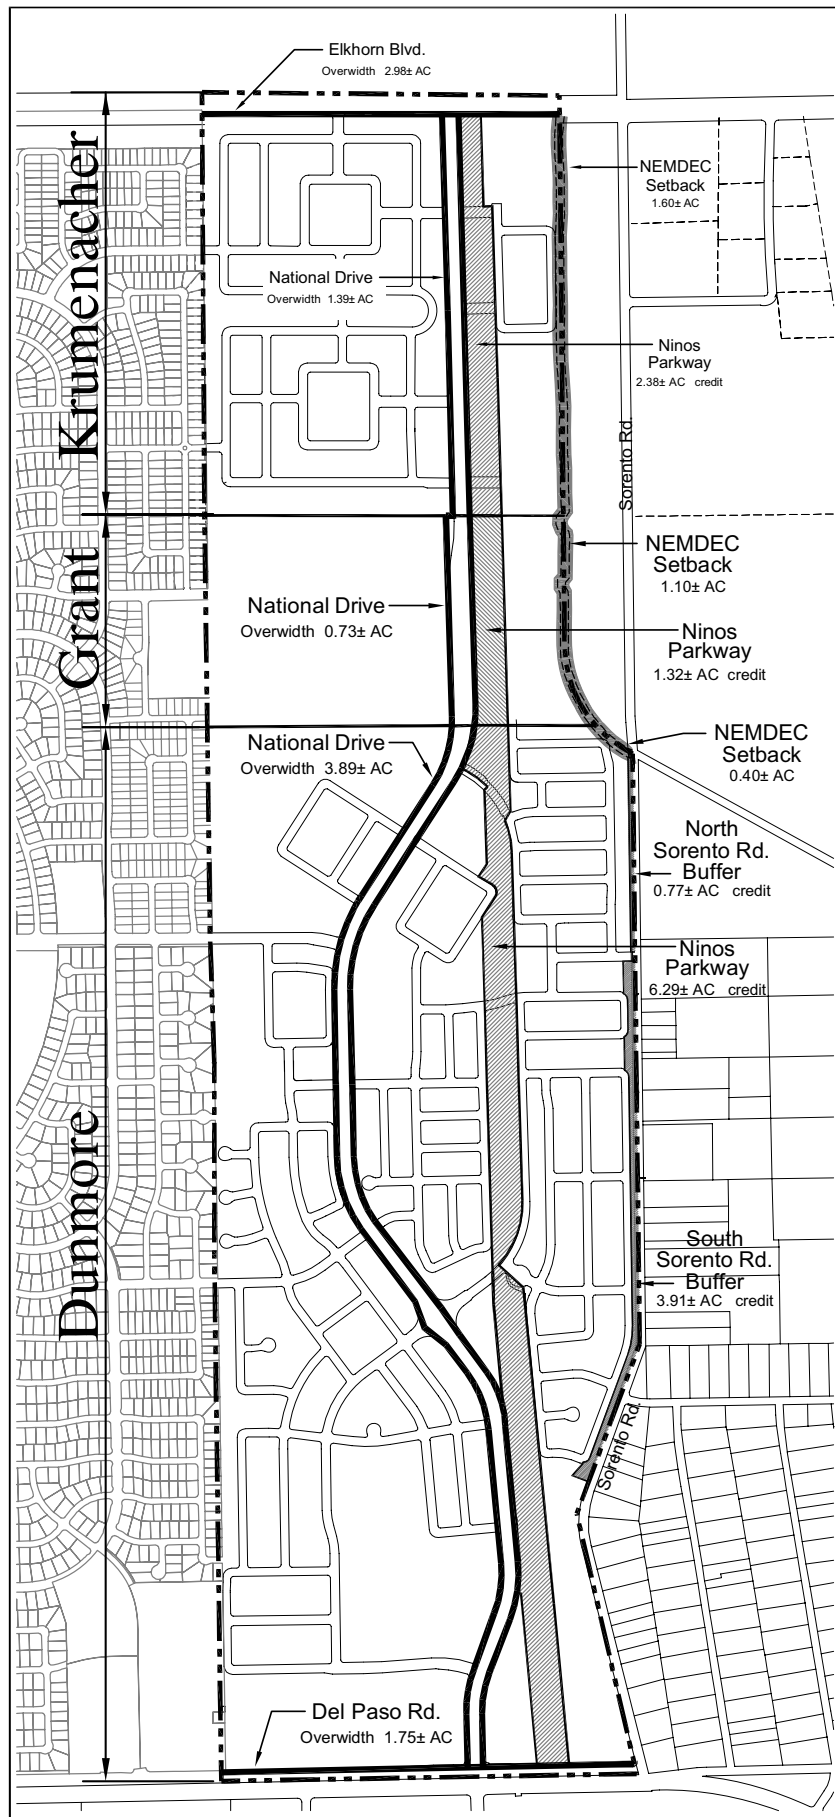 Elkhorn Blvd.
Overwidth 2.98± AC
Krumenacher
NEMDEC
Setback
1.60± AC
National Drive
Overwidth 1.39± AC
Ninos
Parkway
2.38± AC credit
Sorento Rd.
Grant
NEMDEC
Setback
1.10± AC
National Drive
Overwidth 0.73± AC
Ninos
Parkway
1.32± AC credit
National Drive
Overwidth 3.89± AC
NEMDEC
Setback
0.40± AC
North
Sorento Rd.
Buffer
0.77± AC credit
Ninos
Parkway
6.29± AC credit
Dunmore
South
Sorento Rd.
Buffer
3.91± AC credit
Sorento Rd.
Del Paso Rd.
Overwidth 1.75± AC